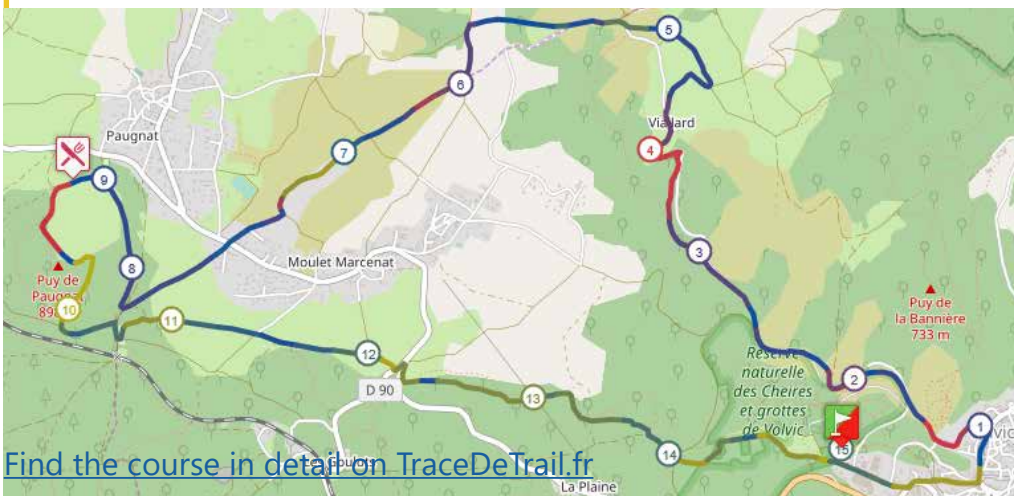 5
6
Viallard
Paugnat
4
7
9
3
Moulet Marcenat
8
Puy de
10
Puy de
la Bannière
733 m
11
Réserve
naturelle
des Cheires
et grottes
de Volvic
12
2
D 90
13
1
15
14
Find the course in detail on TraceDeTrail.fr
La Plaine